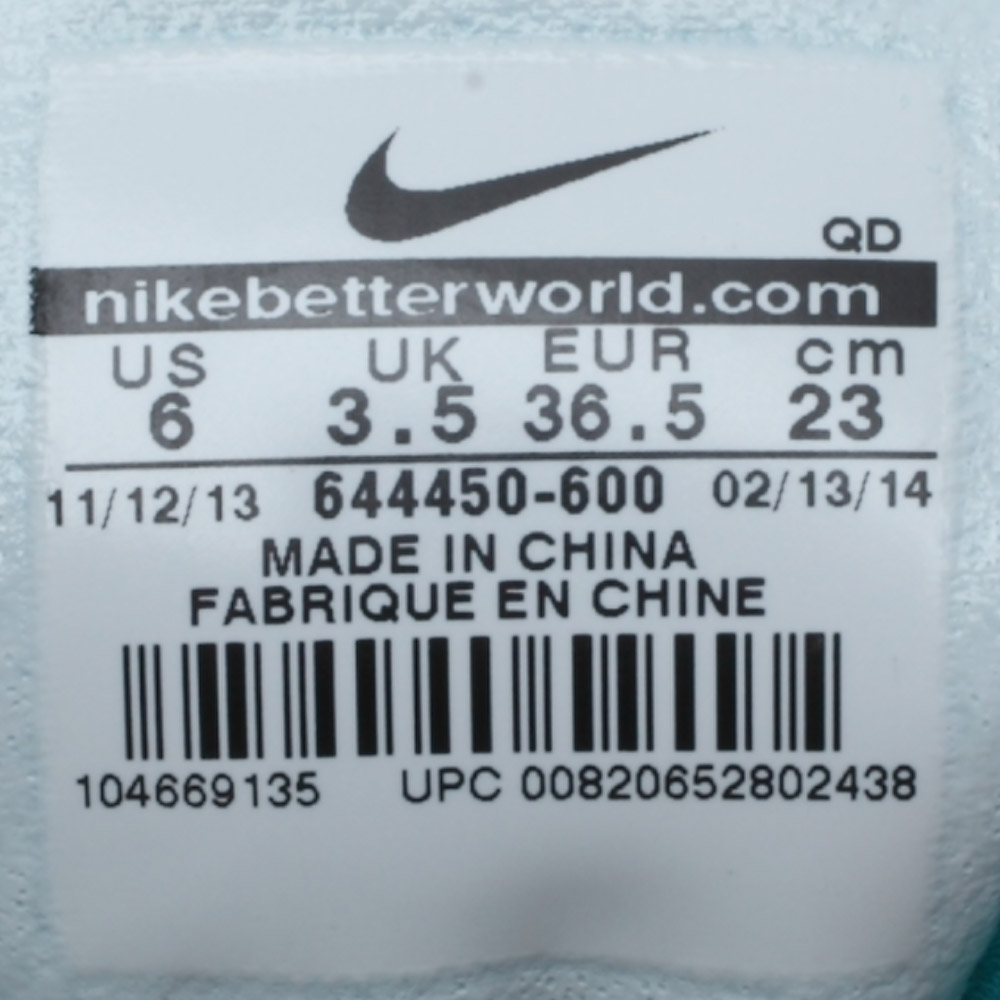 QD
nikebetterworld.com
US UK EUR cm
6 3.5 36.5 23
11/12/13 644450-600 02/13/14
MADE IN CHINA
FABRIQUE EN CHINE
104669135 UPC 00820652802438